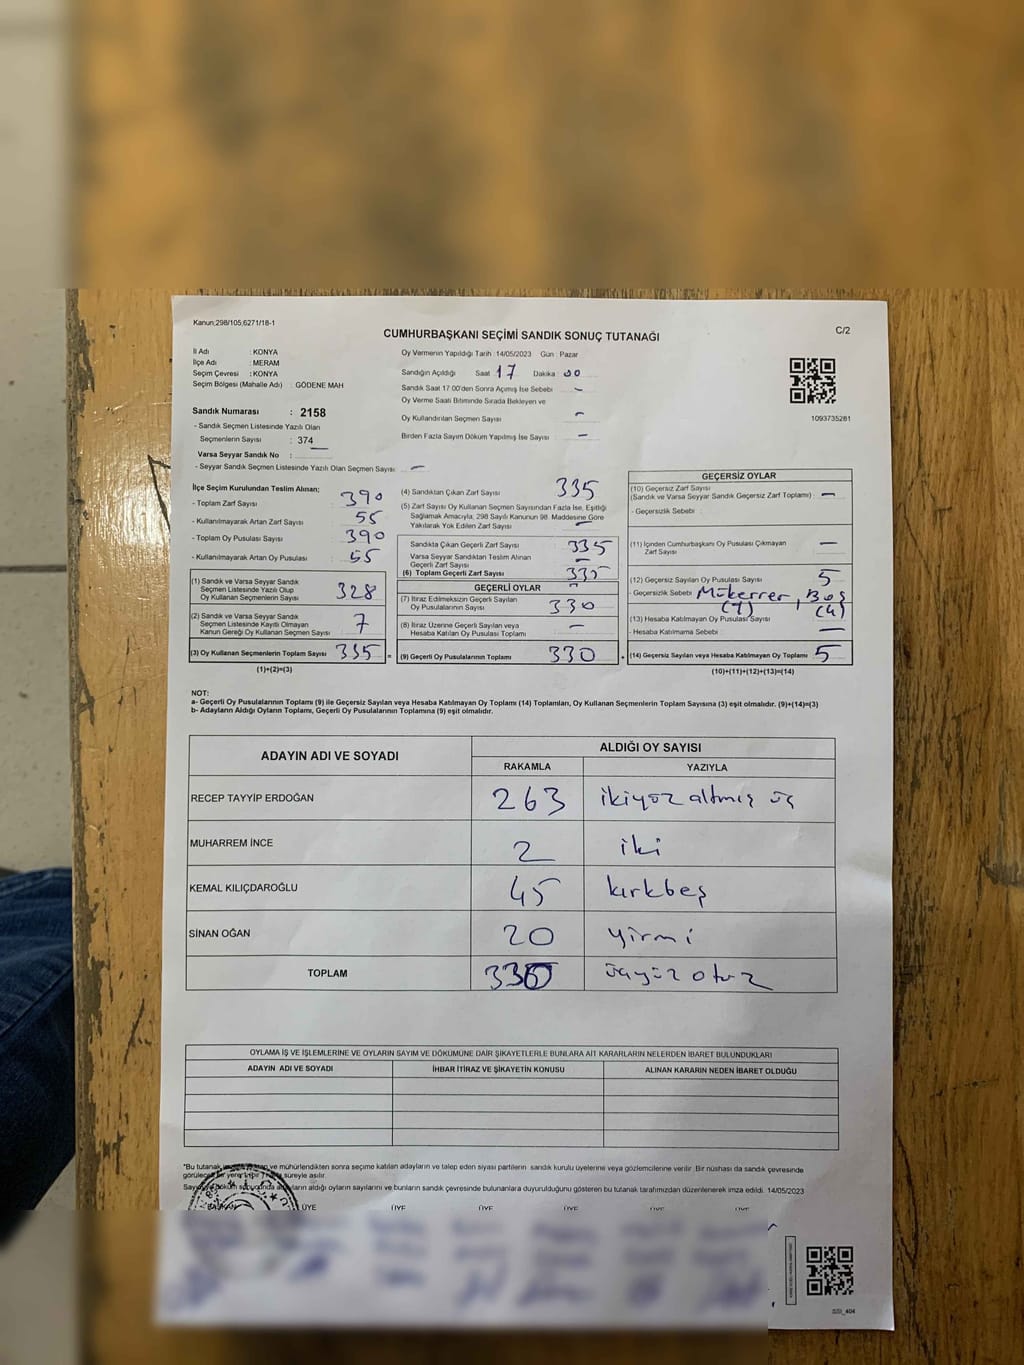 Kanun;298/105;6271/18-1
C/2
CUMHURBAŞKANI SEÇİMİ SANDIK SONUÇ TUTANAĞI
İl Adı : KONYA
İlçe Adı : MERAM
Seçim Çevresi : KONYA
Seçim Bölgesi (Mahalle Adı) : GÖDENE MAH
Sandık Numarası : 2158
- Sandık Seçmen Listesinde Yazılı Olan
Seçmenlerin Sayısı : 374
Varsa Seyyar Sandık No :
- Seyyar Sandık Seçmen Listesinde Yazılı Olan Seçmen Sayısı : -
Oy Vermenin Yapıldığı Tarih :14/05/2023 Gün : Pazar
Sandığın Açıldığı Saat 17 Dakika 00
Sandık Saat 17.00'den Sonra Açımış İse Sebebi -
Oy Verme Saati Bitiminde Sırada Bekleyen ve
Oy Kullandırılan Seçmen Sayısı -
Birden Fazla Sayım Döküm Yapılmış İse Sayısı -
1093735281
İlçe Seçim Kurulundan Teslim Alınan;
- Toplam Zarf Sayısı 390
- Kullanılmayarak Artan Zarf Sayısı 55
- Toplam Oy Pusulası Sayısı 390
- Kullanılmayarak Artan Oy Pusulası 55
(1) Sandık ve Varsa Seyyar Sandık
Seçmen Listesinde Yazılı Olup
Oy Kullanan Seçmenlerin Sayısı 328
(2) Sandık ve Varsa Seyyar Sandık
Seçmen Listesinde Kayıtlı Olmayan
Kanun Gereği Oy Kullanan Seçmen Sayısı 7
(3) Oy Kullanan Seçmenlerin Toplam Sayısı 335
(1)+(2)=(3)
(4) Sandıktan Çıkan Zarf Sayısı 335
(5) Zarf Sayısı Oy Kullanan Seçmen Sayısından Fazla İse, Eşitliği
Sağlamak Amacıyla; 298 Sayılı Kanunun 98. Maddesine Göre
Yakılarak Yok Edilen Zarf Sayısı -
Sandıkta Çıkan Geçerli Zarf Sayısı 335
Varsa Seyyar Sandıktan Teslim Alınan
Geçerli Zarf Sayısı -
(6) Toplam Geçerli Zarf Sayısı 335
GEÇERLİ OYLAR
(7) İtiraz Edilmeksizin Geçerli Sayılan
Oy Pusulalarının Sayısı 330
(8) İtiraz Üzerine Geçerli Sayılan veya
Hesaba Katılan Oy Pusulası Toplamı -
(9) Geçerli Oy Pusulalarının Toplamı 330
GEÇERSİZ OYLAR
(10) Geçersiz Zarf Sayısı
(Sandık ve Varsa Seyyar Sandık Geçersiz Zarf Toplamı) -
- Geçersizlik Sebebi :
(11) İçinden Cumhurbaşkanı Oy Pusulası Çıkmayan
Zarf Sayısı -
(12) Geçersiz Sayılan Oy Pusulası Sayısı 5
- Geçersizlik Sebebi : Mükerrer, Boş
(1) (4)
(13) Hesaba Katılmayan Oy Pusulası Sayısı -
- Hesaba Katılmama Sebebi :
(14) Geçersiz Sayılan veya Hesaba Katılmayan Oy Toplamı 5
(10)+(11)+(12)+(13)=(14)
NOT:
a- Geçerli Oy Pusulalarının Toplamı (9) ile Geçersiz Sayılan veya Hesaba Katılmayan Oy Toplamı (14) Toplamları, Oy Kullanan Seçmenlerin Toplam Sayısına (3) eşit olmalıdır. (9)+(14)=(3)
b- Adayların Aldığı Oyların Toplamı, Geçerli Oy Pusulalarının Toplamına (9) eşit olmalıdır.
ADAYIN ADI VE SOYADI ALDIĞI OY SAYISI
RAKAMLA YAZIYLA
RECEP TAYYİP ERDOĞAN 263 ikiyüz altmış üç
MUHARREM İNCE 2 iki
KEMAL KILIÇDAROĞLU 45 kırkbeş
SİNAN OĞAN 20 yirmi
TOPLAM 330 üçyüz otuz
OYLAMA İŞ VE İŞLEMLERİNE VE OYLARIN SAYIM VE DÖKÜMÜNE DAİR ŞİKAYETLERLE BUNLARA AİT KARARLARIN NELERDEN İBARET BULUNDUKLARI
ADAYIN ADI VE SOYADI İHBAR İTİRAZ VE ŞİKAYETİN KONUSU ALINAN KARARIN NEDEN İBARET OLDUĞU
*Bu tutanak ve mühürlendikten sonra seçime katılan adayların ve talep eden siyasi partilerin sandık kurulu üyelerine veya gözlemcilerine verilir. Bir nüshası da sandık çevresinde
süreyle asılır.
sonucunda adayların aldığı oyların sayılarını ve bunların sandık çevresinde bulunanlara duyurulduğunu gösteren bu tutanak tarafımızdan düzenlenerek imza edildi. 14/05/2023
BAŞKAN ÜYE ÜYE ÜYE ÜYE ÜYE ÜYE